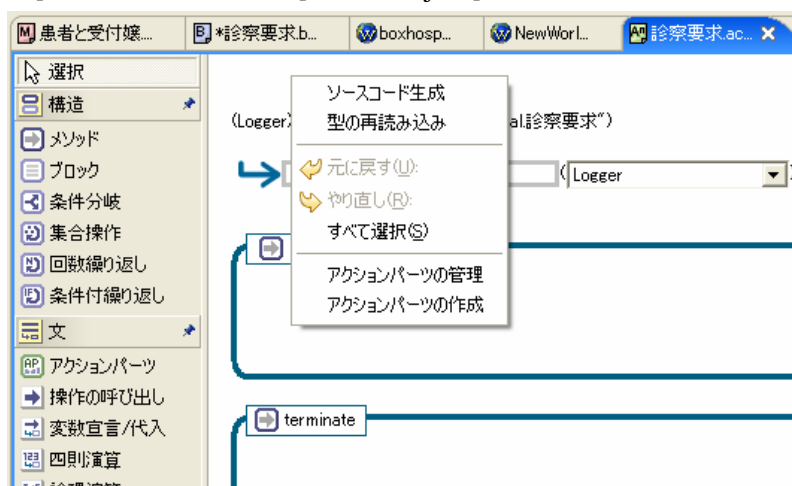 患者と受付嬢...
*診察要求.b...
boxhosp...
NewWorl...
診察要求.ac...
選択
構造
メソッド
ブロック
条件分岐
集合操作
回数繰り返し
条件付繰り返し
文
アクションパーツ
操作の呼び出し
変数宣言/代入
四則演算
(Logger)
al.診察要求")
(Logger
ソースコード生成
型の再読み込み
元に戻す(U):
やり直し(R):
すべて選択(S)
アクションパーツの管理
アクションパーツの作成
terminate